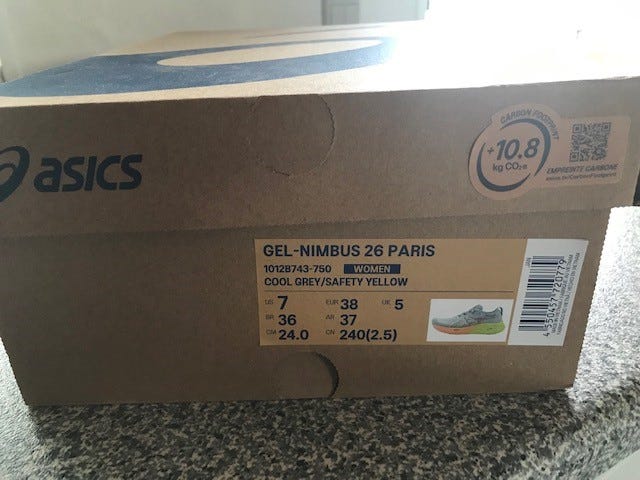 CARBON FOOTPRINT
+10.8
kg CO₂e
EMPREINTE CARBONE
asics
GEL-NIMBUS 26 PARIS
1012B743-750 WOMEN
COOL GREY/SAFETY YELLOW
US 7 EUR 38 UK 5
BR 36 AR 37
CM 24.0 CN 240(2.5)
4550457120779